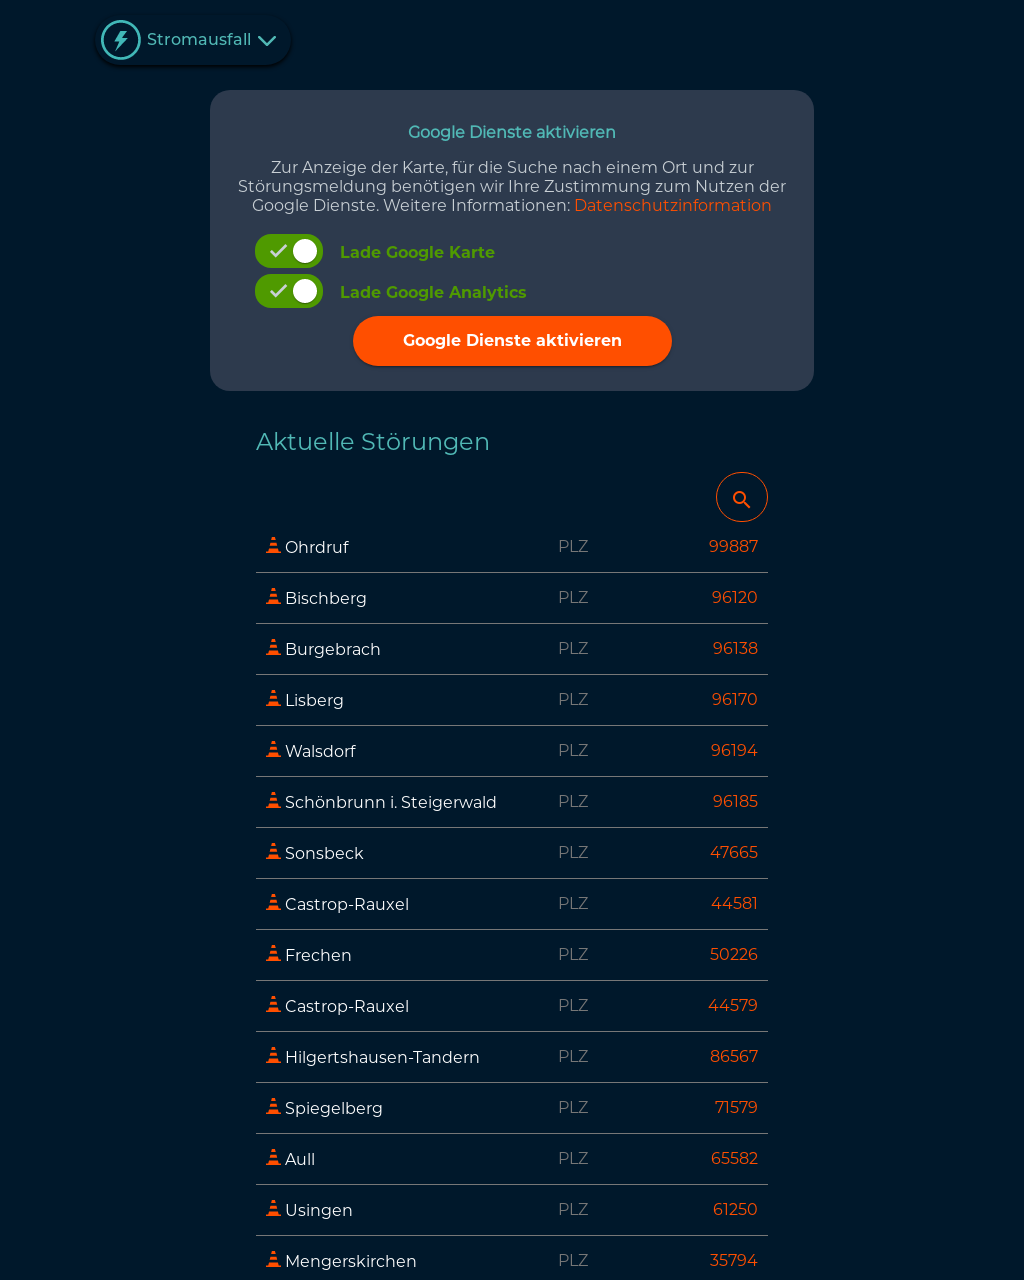 Stromausfall
Google Dienste aktivieren
Zur Anzeige der Karte, für die Suche nach einem Ort und zur
Störungsmeldung benötigen wir Ihre Zustimmung zum Nutzen der
Google Dienste. Weitere Informationen: Datenschutzinformation
Lade Google Karte
Lade Google Analytics
Google Dienste aktivieren
Aktuelle Störungen
Ohrdruf PLZ 99887
Bischberg PLZ 96120
Burgebrach PLZ 96138
Lisberg PLZ 96170
Walsdorf PLZ 96194
Schönbrunn i. Steigerwald PLZ 96185
Sonsbeck PLZ 47665
Castrop-Rauxel PLZ 44581
Frechen PLZ 50226
Castrop-Rauxel PLZ 44579
Hilgertshausen-Tandern PLZ 86567
Spiegelberg PLZ 71579
Aull PLZ 65582
Usingen PLZ 61250
Mengerskirchen PLZ 35794